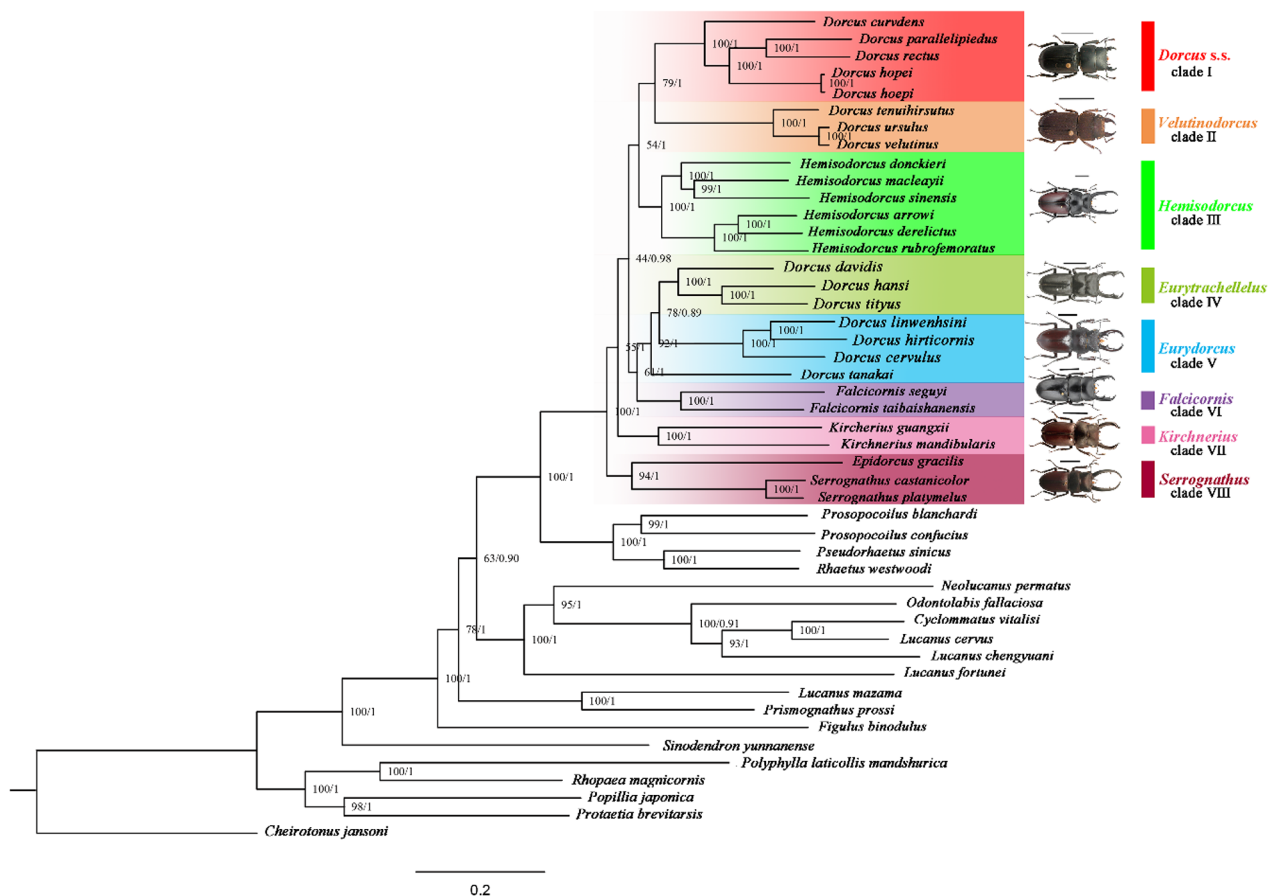 Dorcus curvdens
Dorcus parallelipiedus
100/1
100/1
Dorcus rectus
100/1
Dorcus hopei
79/1
100/1
Dorcus hoepi
Dorcus s.s.
clade I
Dorcus tenuihirsutus
100/1
Dorcus ursulus
100/1
Dorcus velutinus
54/1
Velutinodorcus
clade II
Hemisodorcus donckieri
100/1
Hemisodorcus macleayii
99/1
Hemisodorcus sinensis
100/1
Hemisodorcus arrowi
100/1
Hemisodorcus derelictus
100/1
Hemisodorcus rubrofemoratus
Hemisodorcus
clade III
44/0.98
Dorcus davidis
100/1
Dorcus hansi
100/1
Dorcus tityus
78/0.89
Eurytrachellelus
clade IV
Dorcus linwenhsini
100/1
Dorcus hirticornis
55/1
92/1
100/1
Dorcus cervulus
61/1
Dorcus tanakai
Eurydorcus
clade V
Falcicornis seguyi
100/1
Falcicornis taibaishanensis
100/1
Falcicornis
clade VI
Kircherius guangxii
100/1
Kirchnerius mandibularis
Kirchnerius
clade VII
Epidorcus gracilis
94/1
100/1
Serrognathus castanicolor
100/1
Serrognathus platymelus
Serrognathus
clade VIII
Prosopocoilus blanchardi
99/1
Prosopocoilus confucius
100/1
Pseudorhaetus sinicus
63/0.90
100/1
Rhaetus westwoodi
Neolucanus permatus
95/1
Odontolabis fallaciosa
100/0.91
Cyclommatus vitalisi
78/1
100/1
100/1
93/1
Lucanus cervus
Lucanus chengyuani
Lucanus fortunei
100/1
Lucanus mazama
100/1
100/1
Prismognathus prossi
Figulus binodulus
Sinodendron yunnanense
Polyphylla laticollis mandshurica
100/1
Rhopaea magnicornis
100/1
Popillia japonica
98/1
Protaetia brevitarsis
Cheirotonus jansoni
0.2